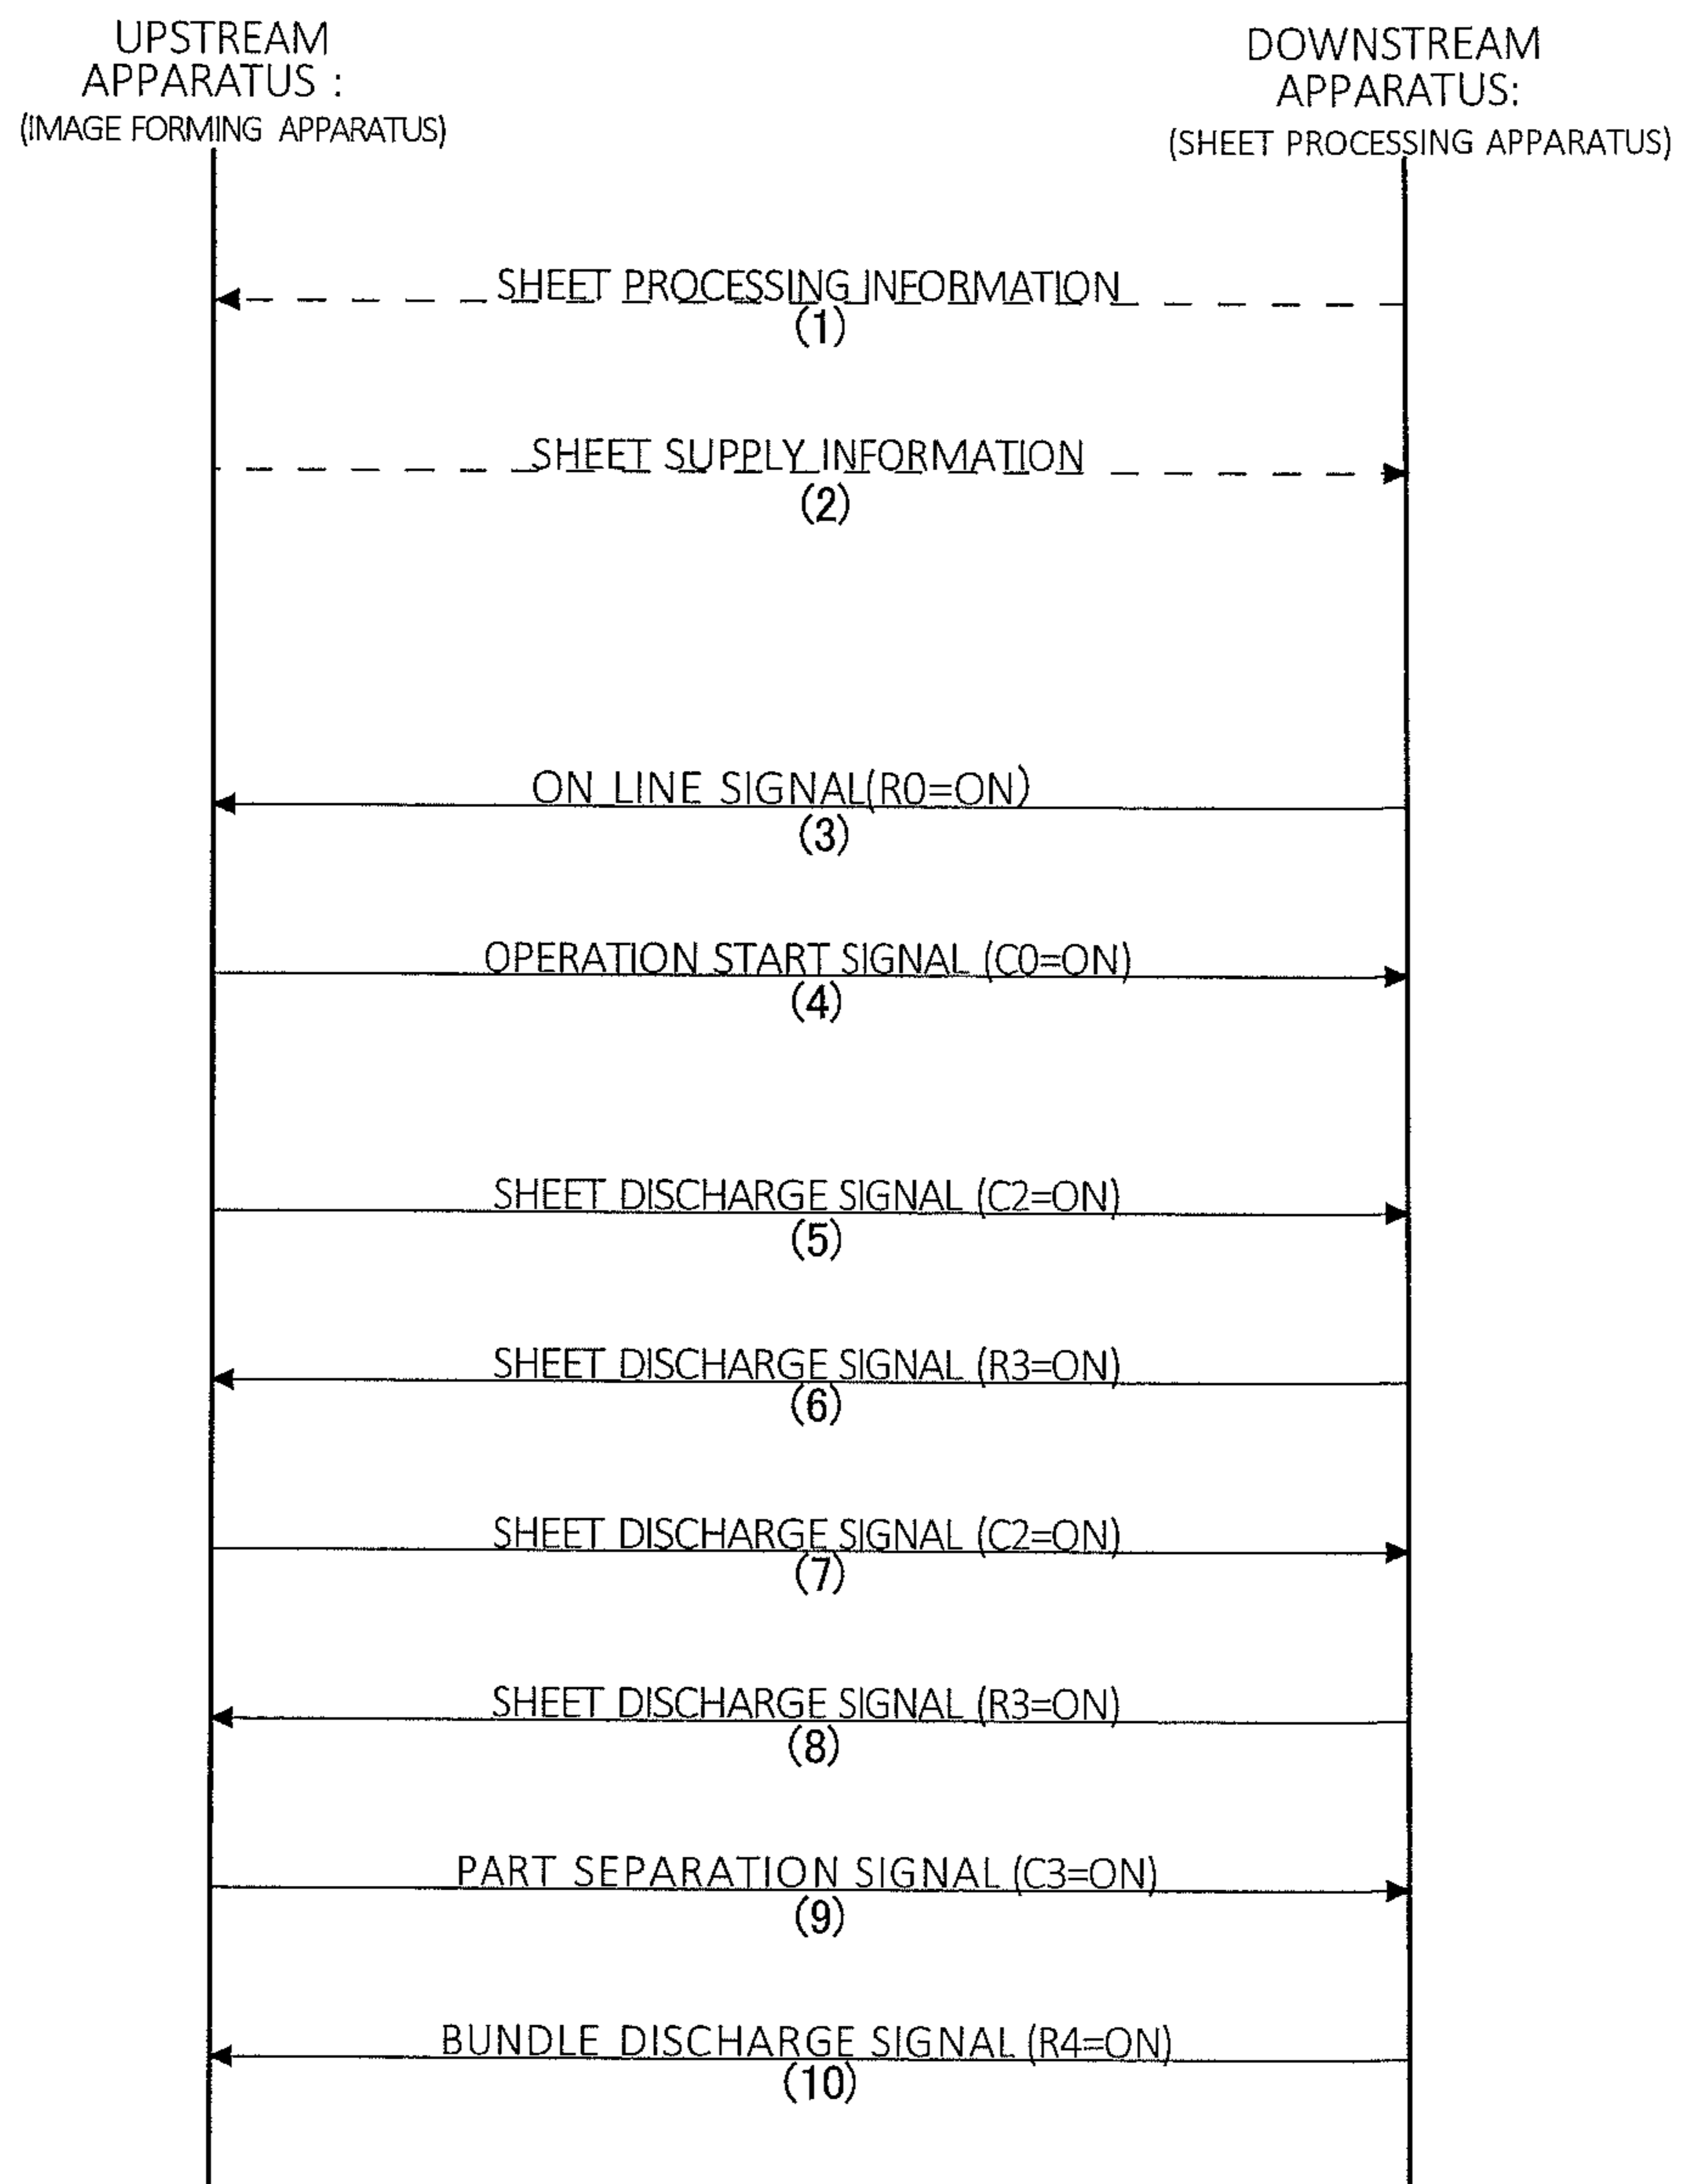 UPSTREAM
APPARATUS :
(IMAGE FORMING APPARATUS)
DOWNSTREAM
APPARATUS:
(SHEET PROCESSING APPARATUS)
SHEET PROCESSING INFORMATION
(1)
SHEET SUPPLY INFORMATION
(2)
ON LINE SIGNAL(R0=ON)
(3)
OPERATION START SIGNAL (C0=ON)
(4)
SHEET DISCHARGE SIGNAL (C2=ON)
(5)
SHEET DISCHARGE SIGNAL (R3=ON)
(6)
SHEET DISCHARGE SIGNAL (C2=ON)
(7)
SHEET DISCHARGE SIGNAL (R3=ON)
(8)
PART SEPARATION SIGNAL (C3=ON)
(9)
BUNDLE DISCHARGE SIGNAL (R4=ON)
(10)